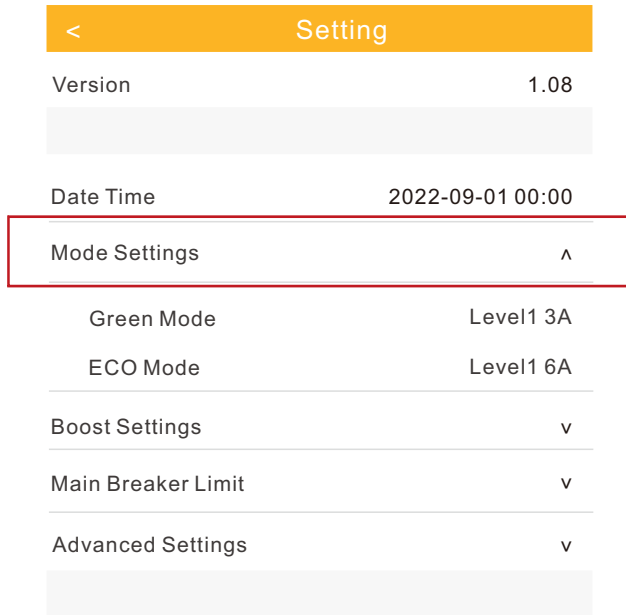 < Setting
Version 1.08
Date Time 2022-09-01 00:00
Mode Settings ʌ
Green Mode Level1 3A
ECO Mode Level1 6A
Boost Settings v
Main Breaker Limit v
Advanced Settings v